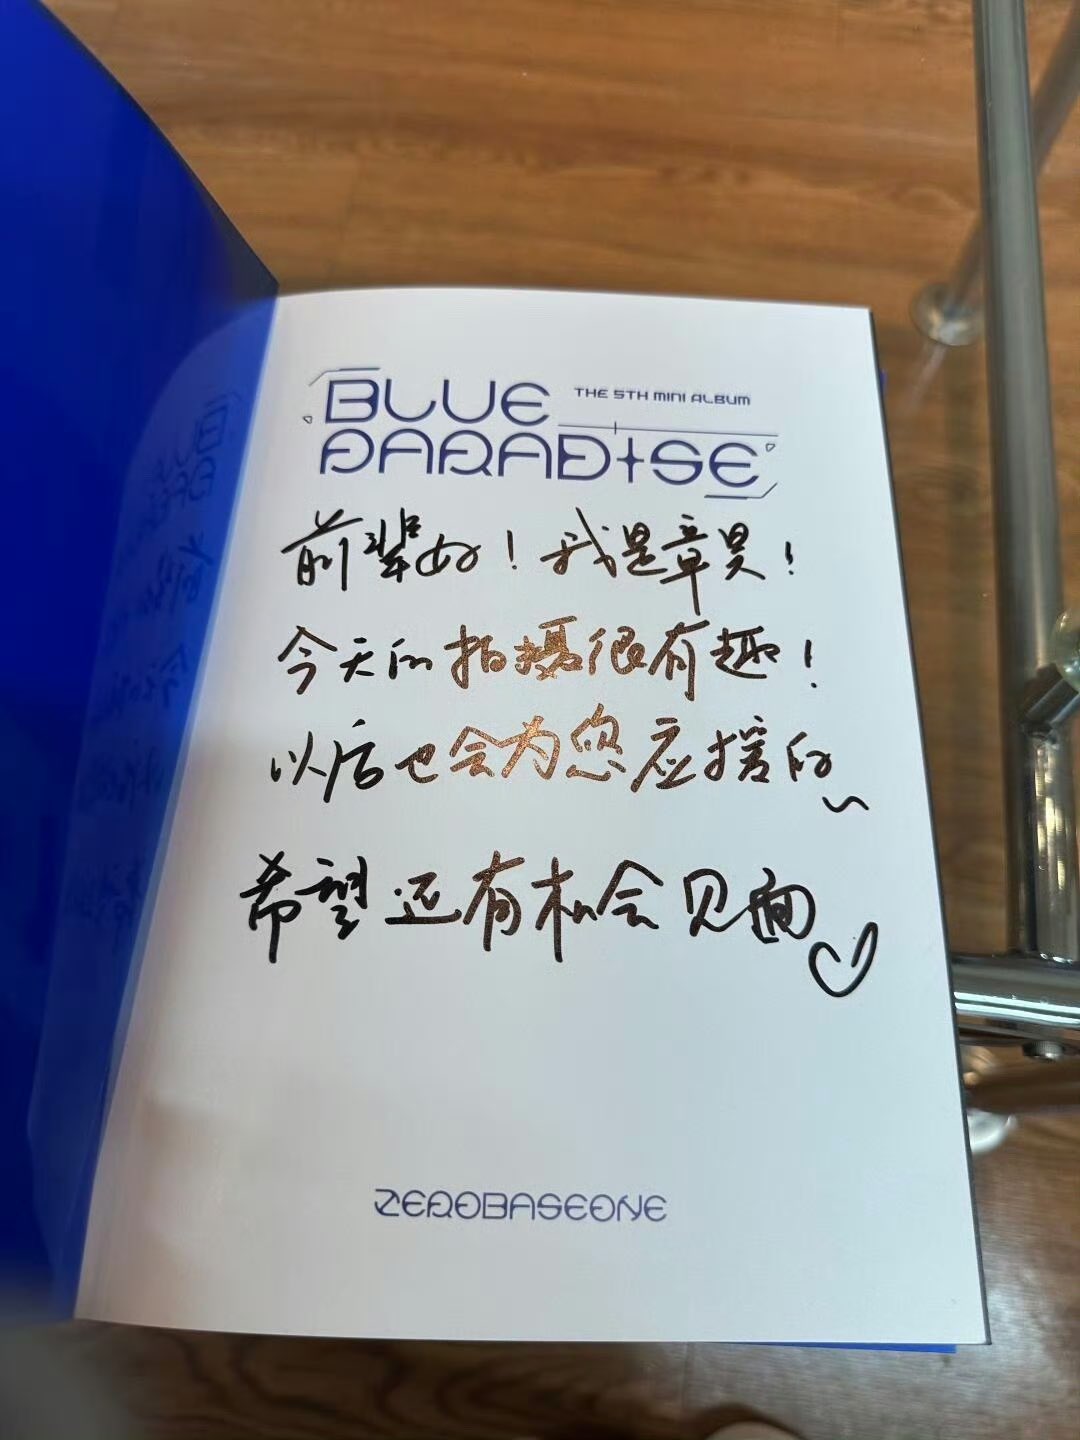 BLUE THE 5TH MINI ALBUM
PARADISE
前辈好！我是章昊！
今天的拍摄很有趣！
以后也会为您应援的~
希望还有机会见面♡
ZEROBASEONE